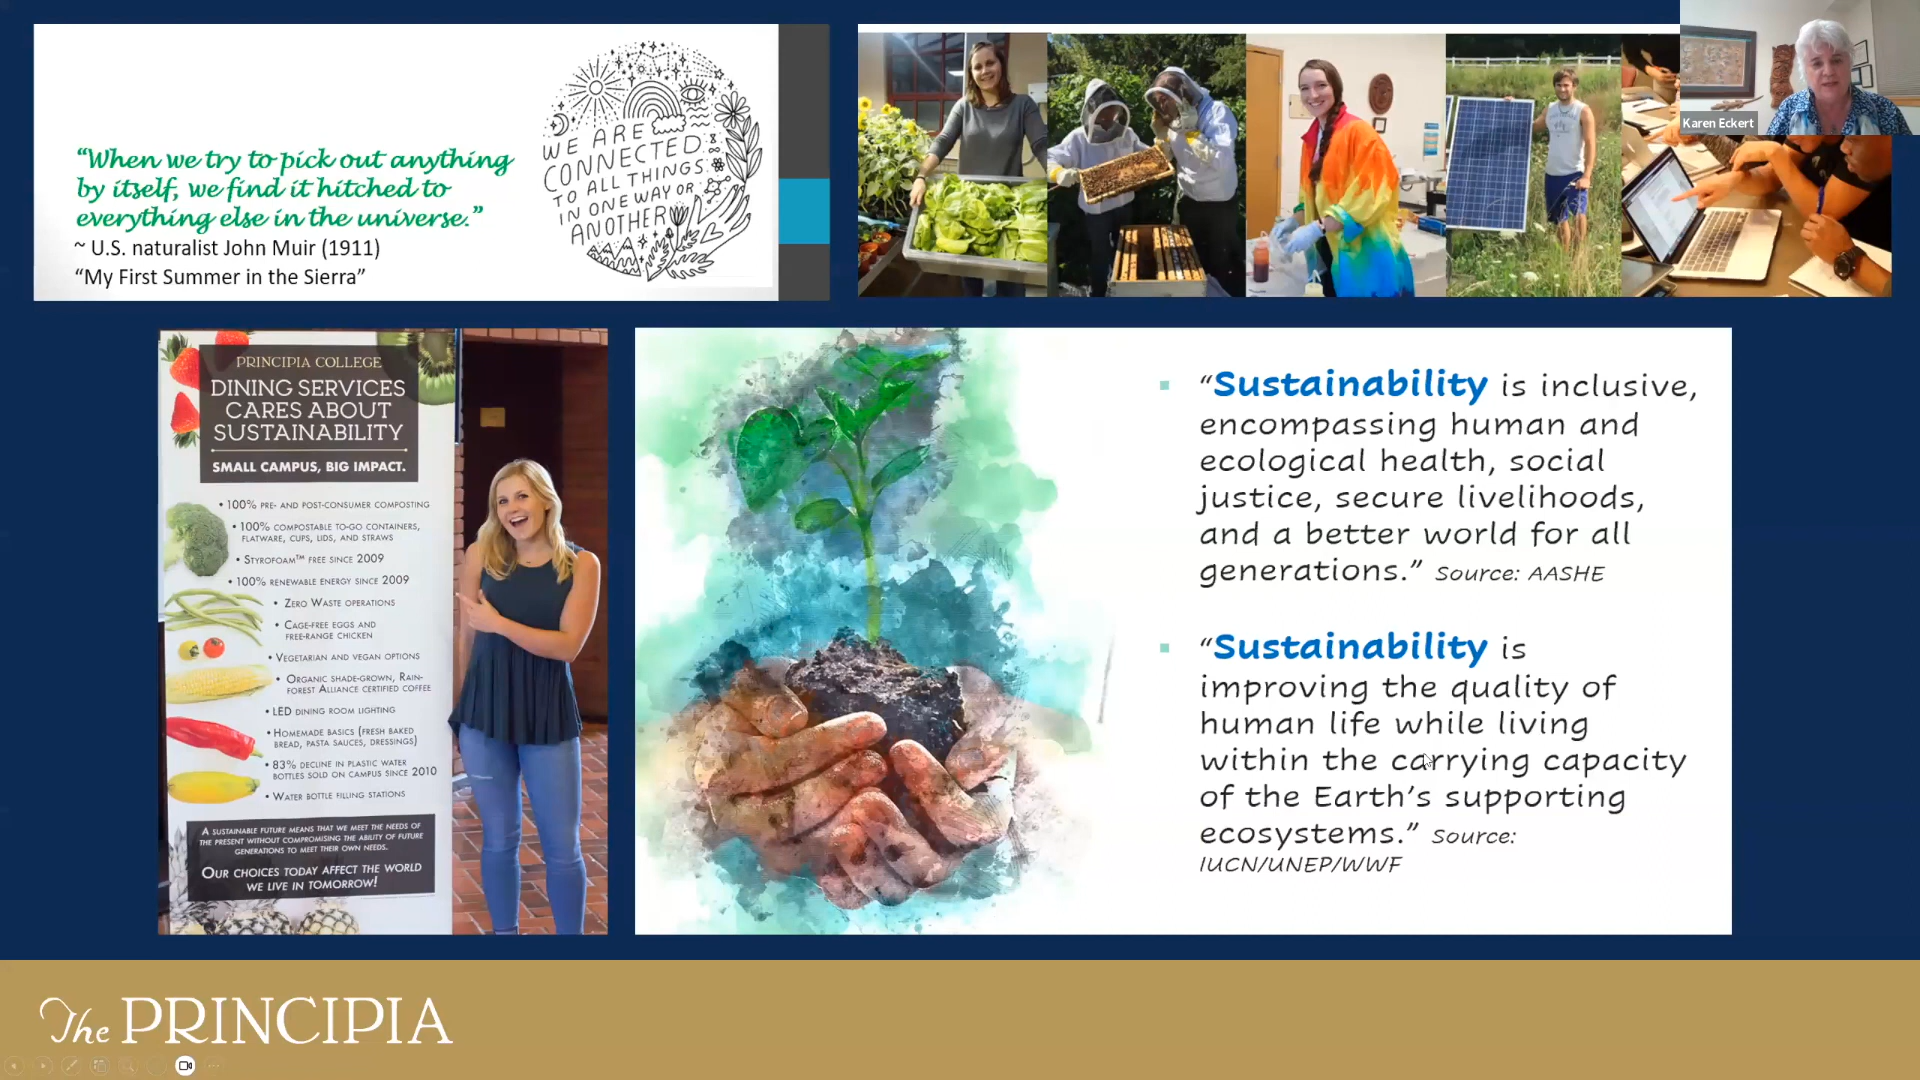 “When we try to pick out anything
by itself, we find it hitched to
everything else in the universe.”
~ U.S. naturalist John Muir (1911)
“My First Summer in the Sierra”
WE ARE
CONNECTED
TO ALL THINGS
IN ONE WAY OR
ANOTHER
Karen Eckert
PRINCIPIA COLLEGE
DINING SERVICES
CARES ABOUT
SUSTAINABILITY
SMALL CAMPUS, BIG IMPACT.
• 100% PRE- AND POST-CONSUMER COMPOSTING
• 100% COMPOSTABLE TO-GO CONTAINERS,
FLATWARE, CUPS, LIDS, AND STRAWS
• STYROFOAM™ FREE SINCE 2009
• 100% RENEWABLE ENERGY SINCE 2009
• ZERO WASTE OPERATIONS
• CAGE-FREE EGGS AND
FREE-RANGE CHICKEN
• VEGETARIAN AND VEGAN OPTIONS
• ORGANIC SHADE-GROWN, RAIN-
FOREST ALLIANCE CERTIFIED COFFEE
• LED DINING ROOM LIGHTING
• HOMEMADE BASICS (FRESH BAKED
BREAD, PASTA SAUCES, DRESSINGS)
• 83% DECLINE IN PLASTIC WATER
BOTTLES SOLD ON CAMPUS SINCE 2010
• WATER BOTTLE FILLING STATIONS
A SUSTAINABLE FUTURE MEANS THAT WE MEET THE NEEDS OF
THE PRESENT WITHOUT COMPROMISING THE ABILITY OF FUTURE
GENERATIONS TO MEET THEIR OWN NEEDS.
OUR CHOICES TODAY AFFECT THE WORLD
WE LIVE IN TOMORROW!
“Sustainability is inclusive,
encompassing human and
ecological health, social
justice, secure livelihoods,
and a better world for all
generations.” Source: AASHE
“Sustainability is
improving the quality of
human life while living
within the carrying capacity
of the Earth’s supporting
ecosystems.” Source:
IUCN/UNEP/WWF
The PRINCIPIA